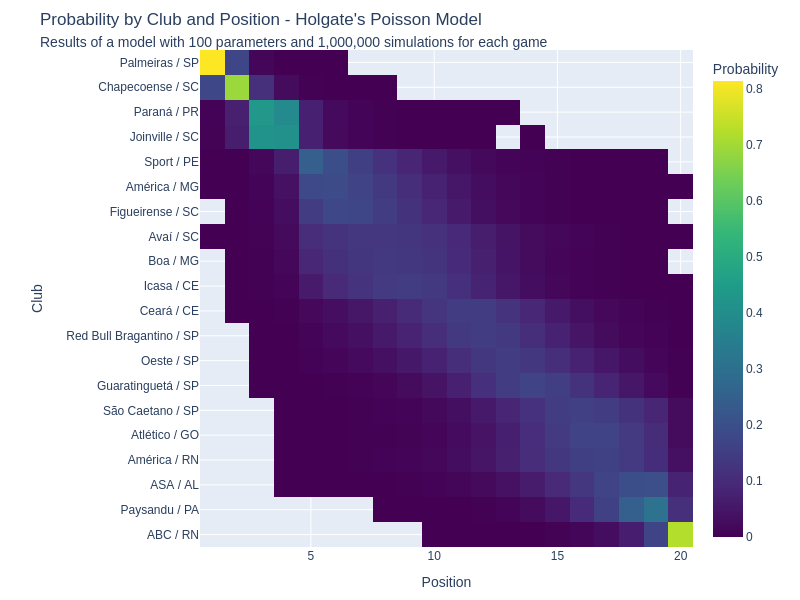 Probability by Club and Position - Holgate's Poisson Model
Results of a model with 100 parameters and 1,000,000 simulations for each game
Probability
Palmeiras / SP
Chapecoense / SC
Paraná / PR
Joinville / SC
Sport / PE
América / MG
Figueirense / SC
Avaí / SC
Boa / MG
Icasa / CE
Ceará / CE
Red Bull Bragantino / SP
Oeste / SP
Guaratinguetá / SP
São Caetano / SP
Atlético / GO
América / RN
ASA / AL
Paysandu / PA
ABC / RN
Club
5
10
15
20
Position
0.8
0.7
0.6
0.5
0.4
0.3
0.2
0.1
0